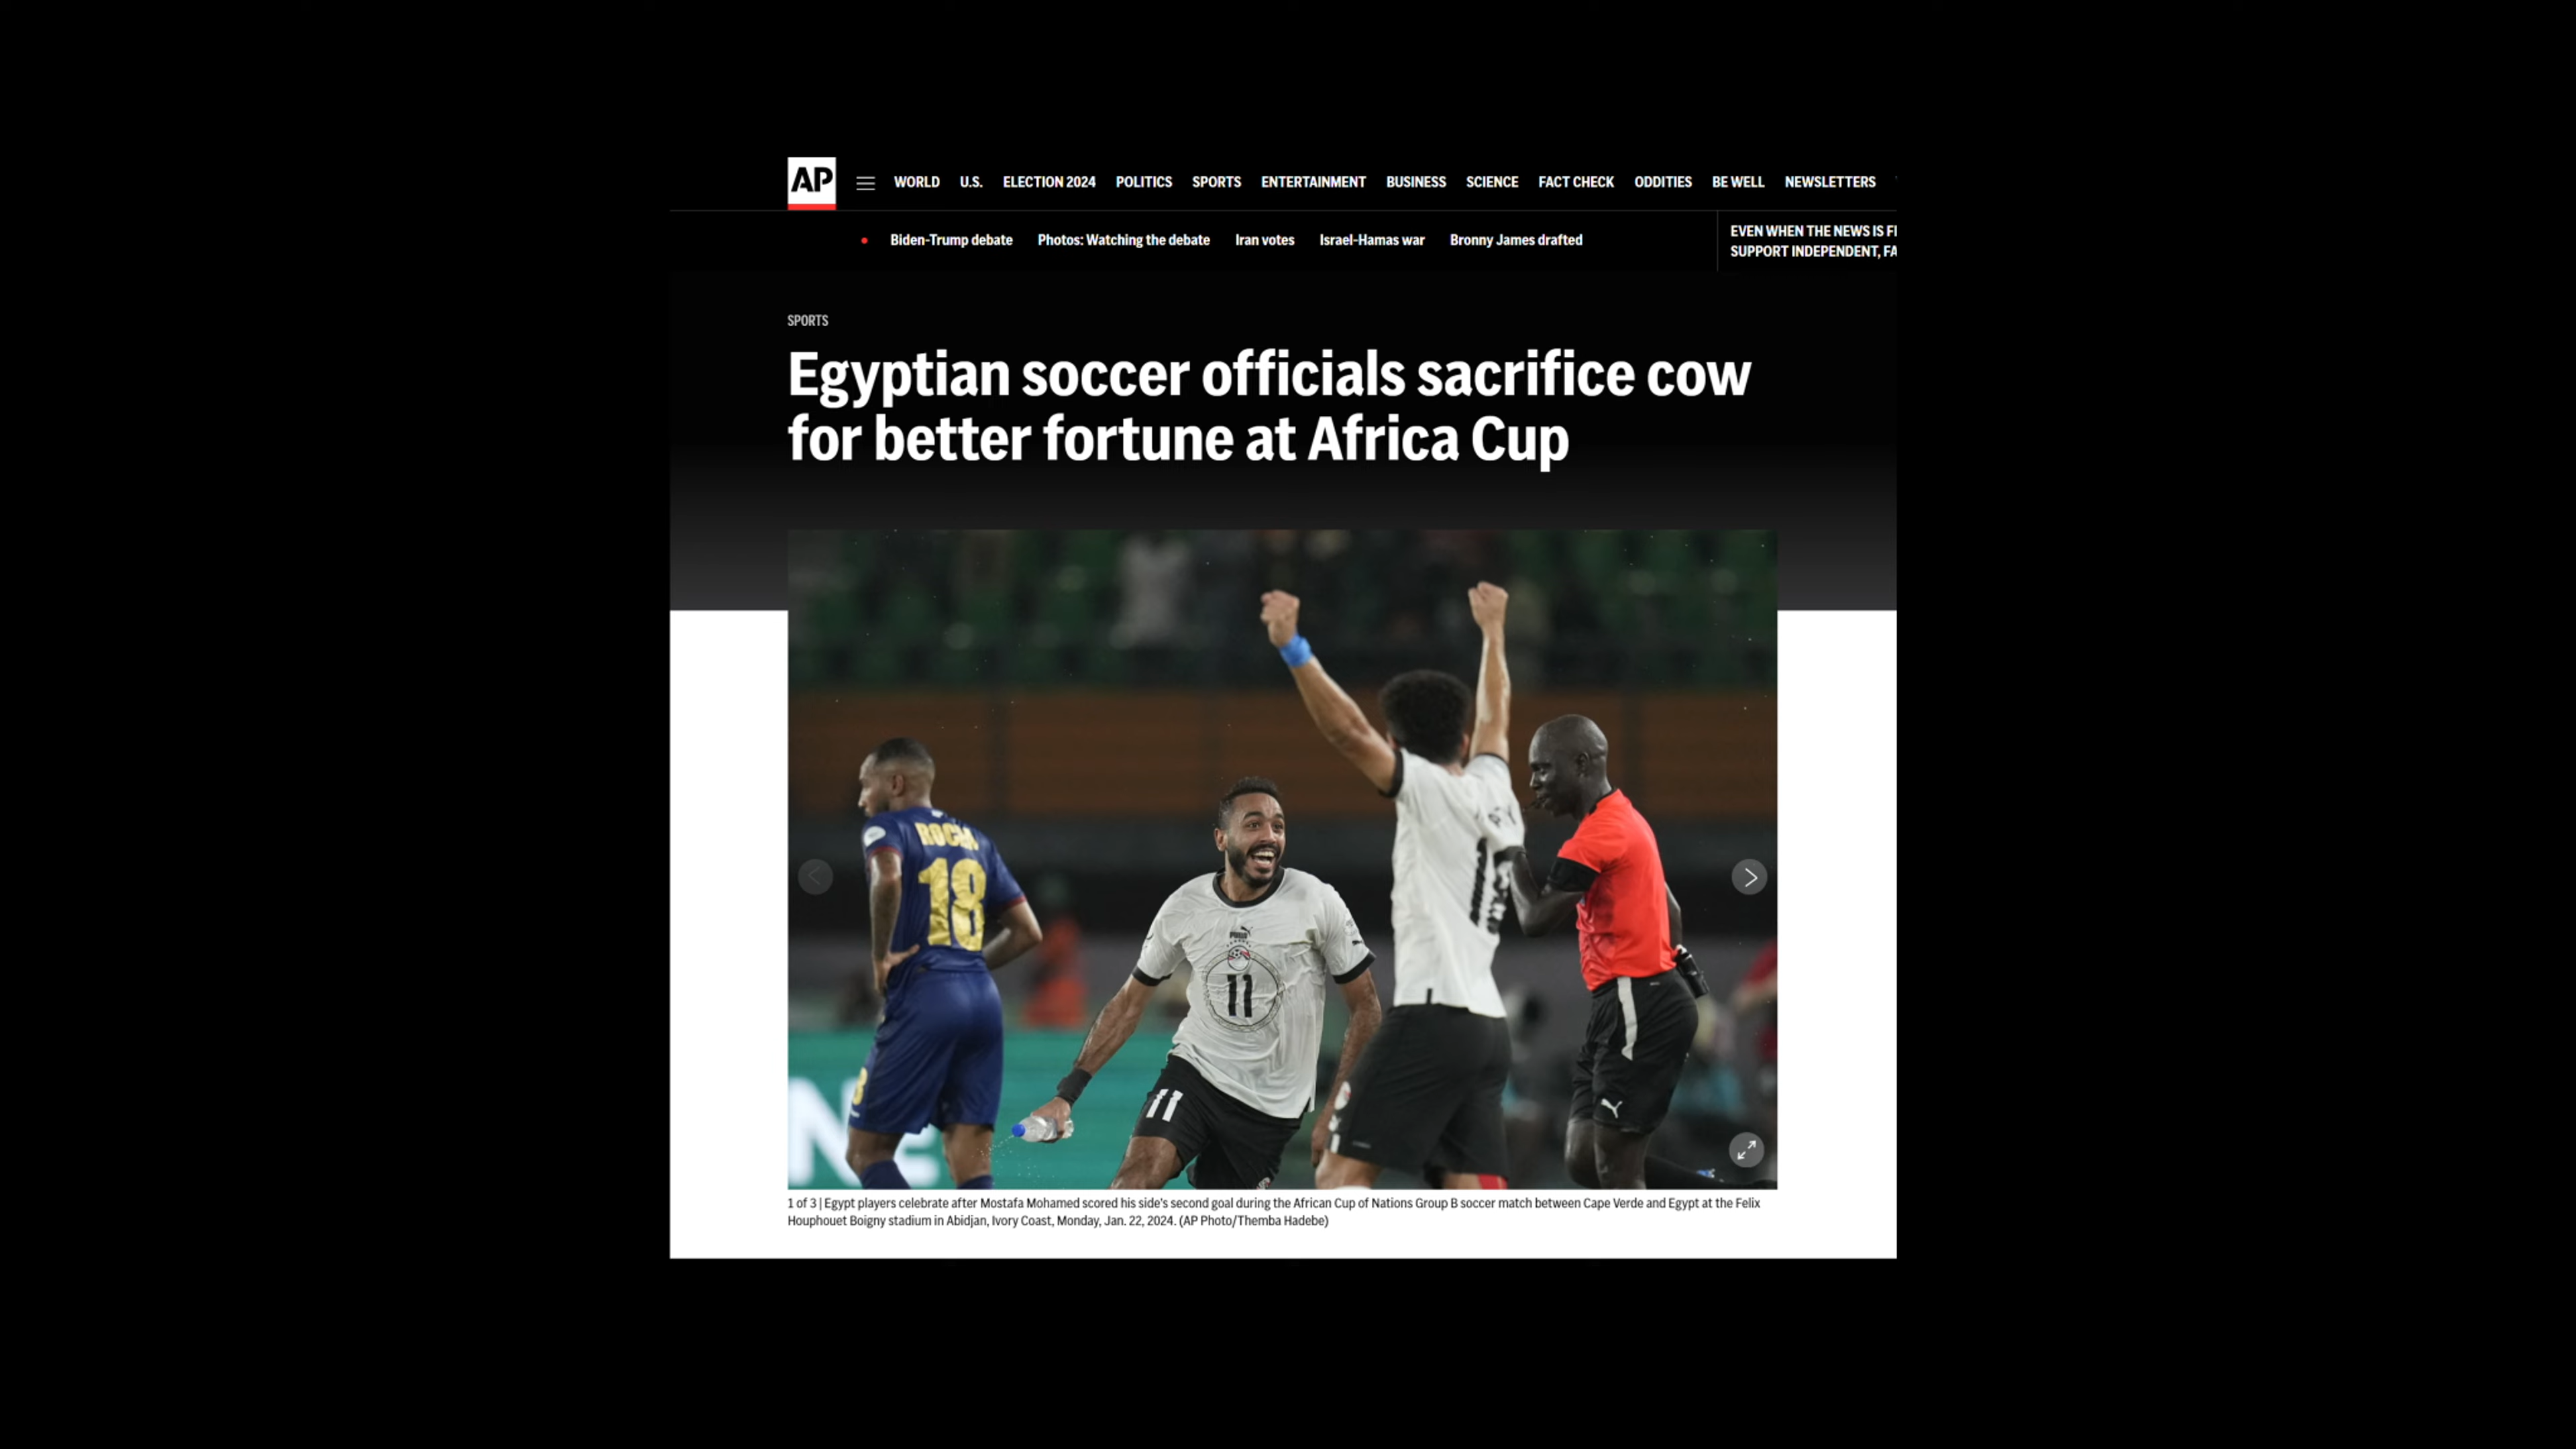 AP
WORLD U.S. ELECTION 2024 POLITICS SPORTS ENTERTAINMENT BUSINESS SCIENCE FACT CHECK ODDITIES BE WELL NEWSLETTERS
Biden-Trump debate Photos: Watching the debate Iran votes Israel-Hamas war Bronny James drafted
EVEN WHEN THE NEWS IS
SUPPORT INDEPENDENT,
SPORTS
Egyptian soccer officials sacrifice cow
for better fortune at Africa Cup
18
11
11
1 of 3 | Egypt players celebrate after Mostafa Mohamed scored his side's second goal during the African Cup of Nations Group B soccer match between Cape Verde and Egypt at the Felix
Houphouet Boigny stadium in Abidjan, Ivory Coast, Monday, Jan. 22, 2024. (AP Photo/Themba Hadebe)